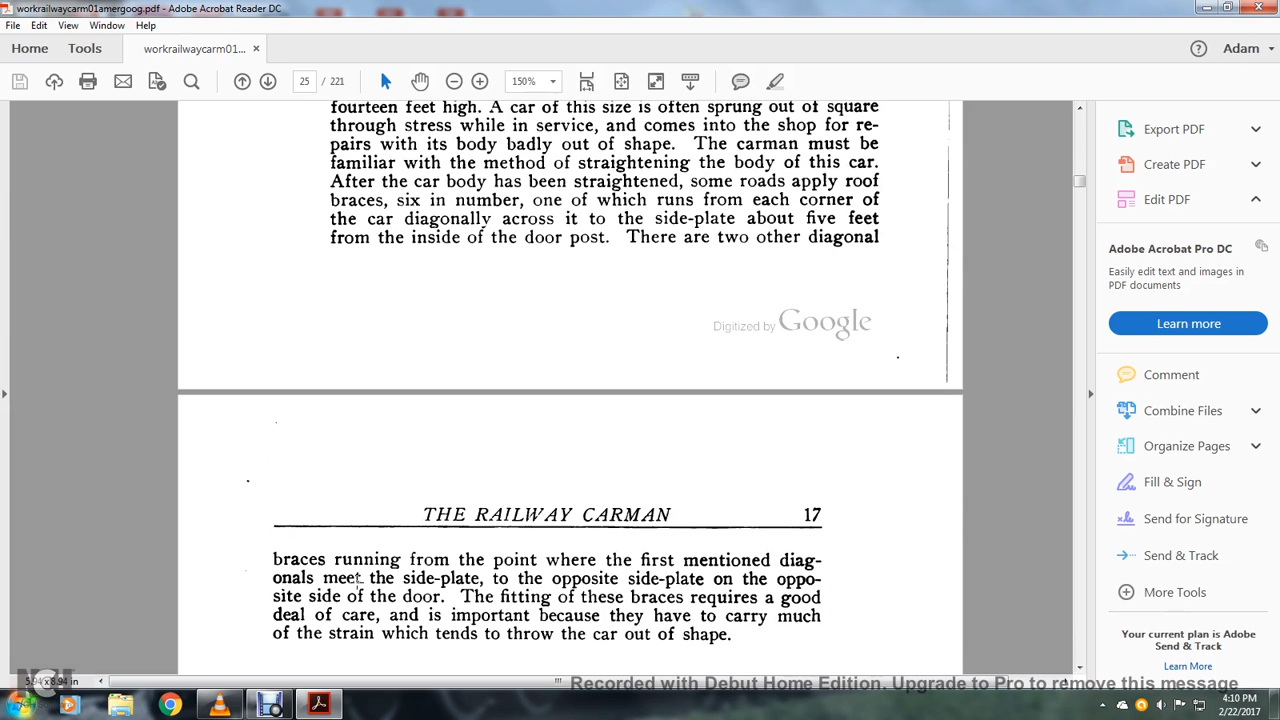 workrailwaycarm01amergoog.pdf - Adobe Acrobat Reader DC
File Edit View Window Help
Home Tools workrailwaycarm01... × Adam
25 / 221 150%
fourteen feet high. A car of this size is often sprung out of square
through stress while in service, and comes into the shop for re-
pairs with its body badly out of shape. The carman must be
familiar with the method of straightening the body of this car.
After the car body has been straightened, some roads apply roof
braces, six in number, one of which runs from each corner of
the car diagonally across it to the side-plate about five feet
from the inside of the door post. There are two other diagonal
Digitized by Google
THE RAILWAY CARMAN 17
braces running from the point where the first mentioned diag-
onals meet the side-plate, to the opposite side-plate on the oppo-
site side of the door. The fitting of these braces requires a good
deal of care, and is important because they have to carry much
of the strain which tends to throw the car out of shape.
Export PDF
Create PDF
Edit PDF
Adobe Acrobat Pro DC
Easily edit text and images in
PDF documents
Learn more
Comment
Combine Files
Organize Pages
Fill & Sign
Send for Signature
Send & Track
More Tools
Your current plan is Adobe
Send & Track
Learn More
NCH
Recorded with Debut Home Edition. Upgrade to Pro to remove this message
4:10 PM
2/22/2017